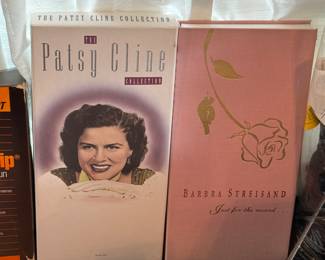 THE PATSY CLINE COLLECTION
THE
Patsy Cline
COLLECTION
BARBRA STREISAND
Just for the record...